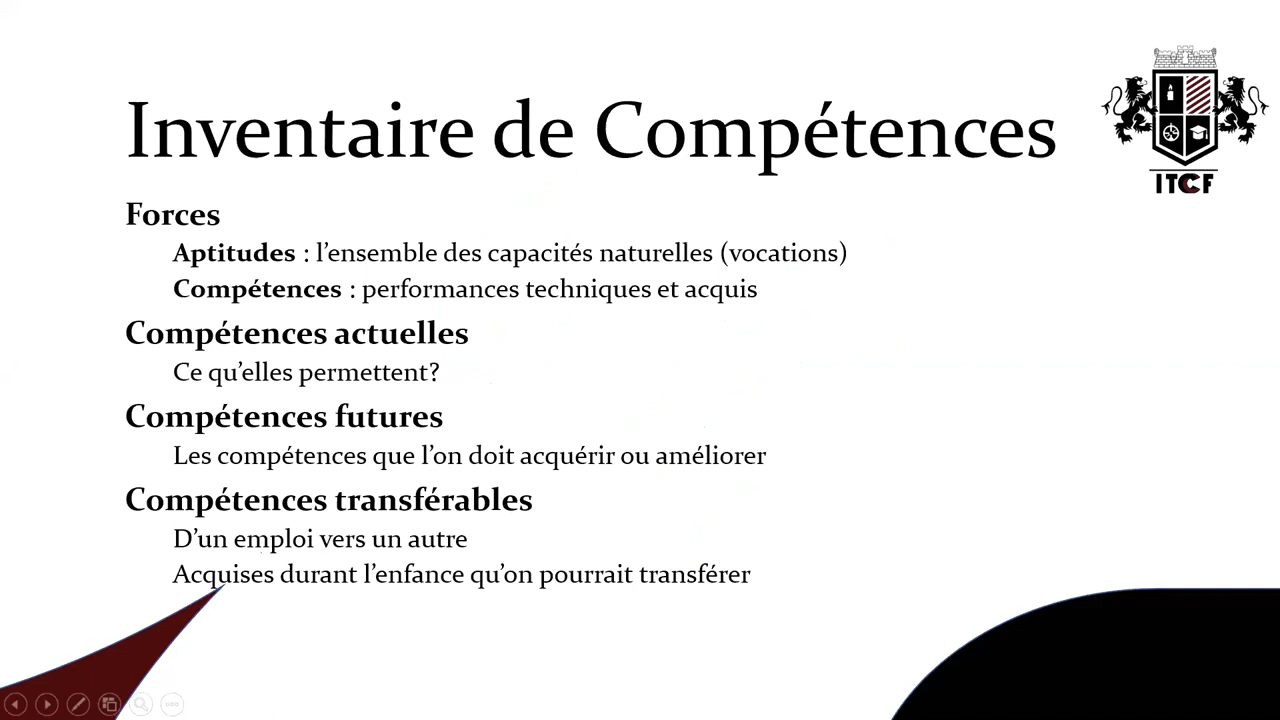 Inventaire de Compétences
ITCF
Forces
Aptitudes : l’ensemble des capacités naturelles (vocations)
Compétences : performances techniques et acquis
Compétences actuelles
Ce qu’elles permettent?
Compétences futures
Les compétences que l’on doit acquérir ou améliorer
Compétences transférables
D’un emploi vers un autre
Acquises durant l’enfance qu’on pourrait transférer